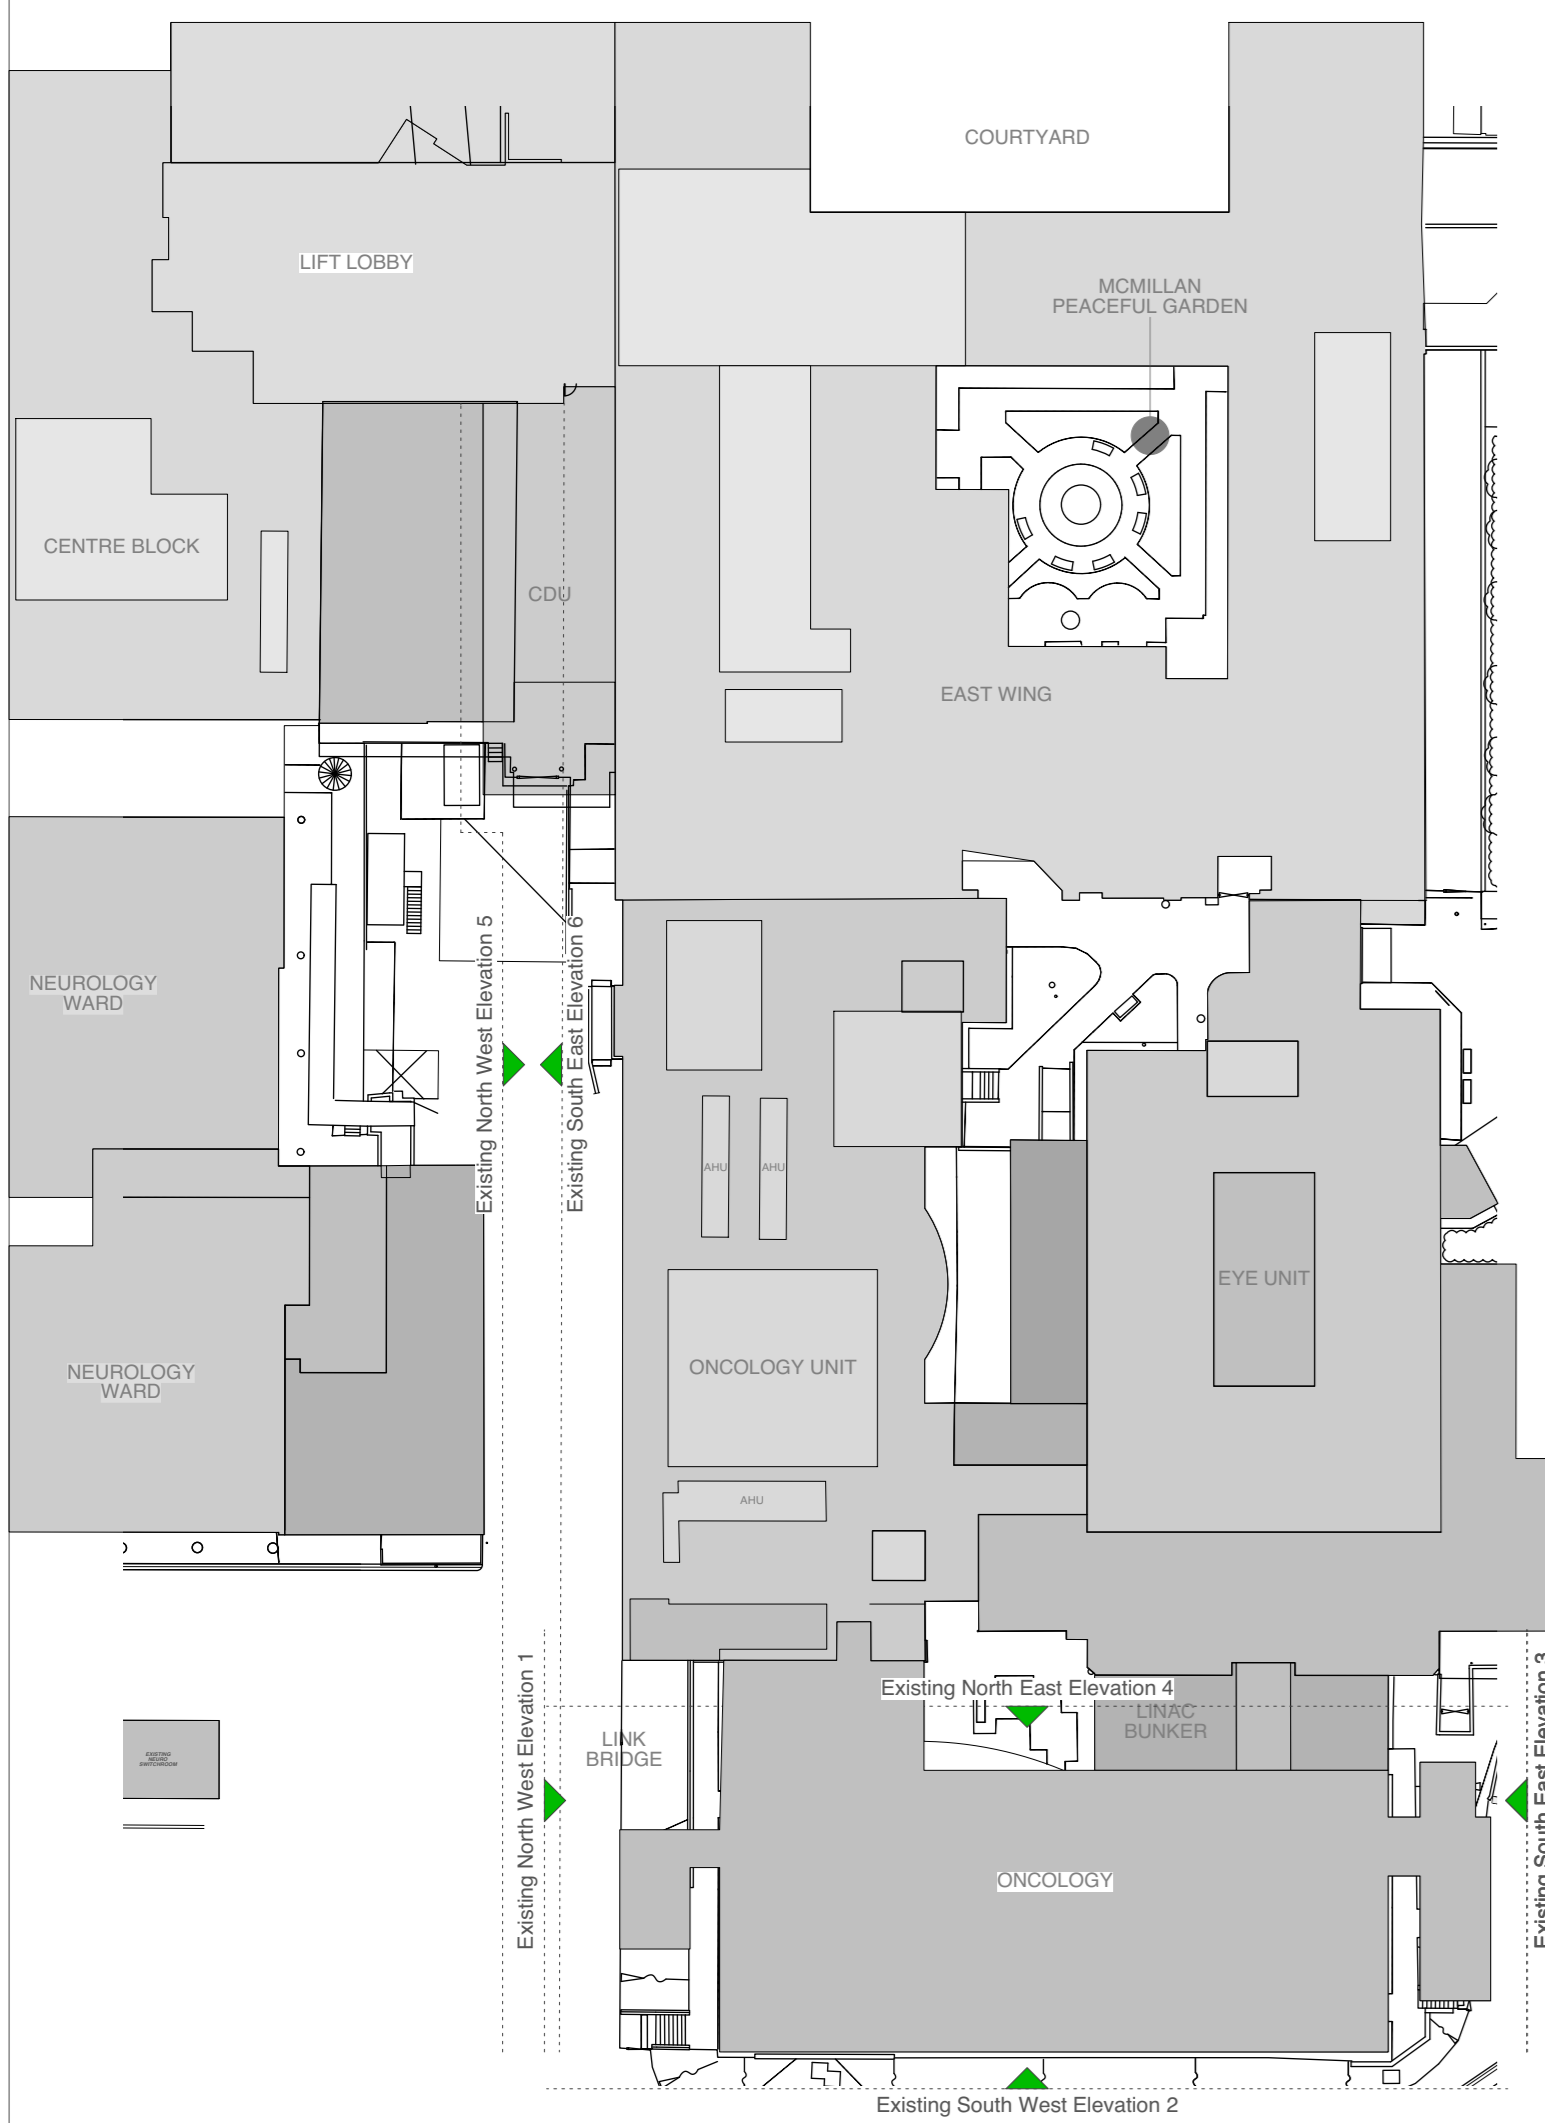 COURTYARD
LIFT LOBBY
MCMILLAN
PEACEFUL GARDEN
CENTRE BLOCK
CDU
EAST WING
NEUROLOGY
WARD
Existing North West Elevation 5
Existing South East Elevation 6
AHU
AHU
EYE UNIT
ONCOLOGY UNIT
NEUROLOGY
WARD
AHU
Existing North West Elevation 1
Existing North East Elevation 4
LINAC
BUNKER
LINK
BRIDGE
EXISTING
NEURO
SWITCHROOM
Existing South East Elevation 3
ONCOLOGY
Existing South West Elevation 2